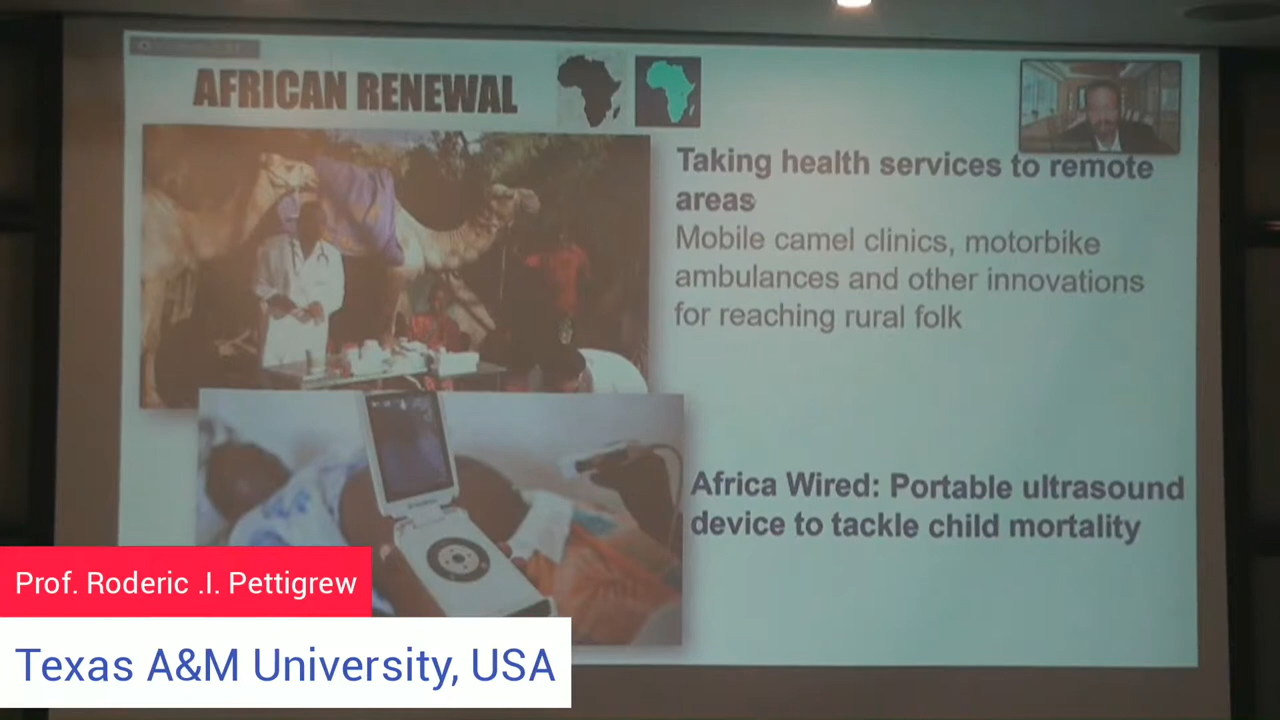 AFRICAN RENEWAL
Taking health services to remote
areas
Mobile camel clinics, motorbike
ambulances and other innovations
for reaching rural folk
Africa Wired: Portable ultrasound
device to tackle child mortality
Prof. Roderic .I. Pettigrew
Texas A&M University, USA